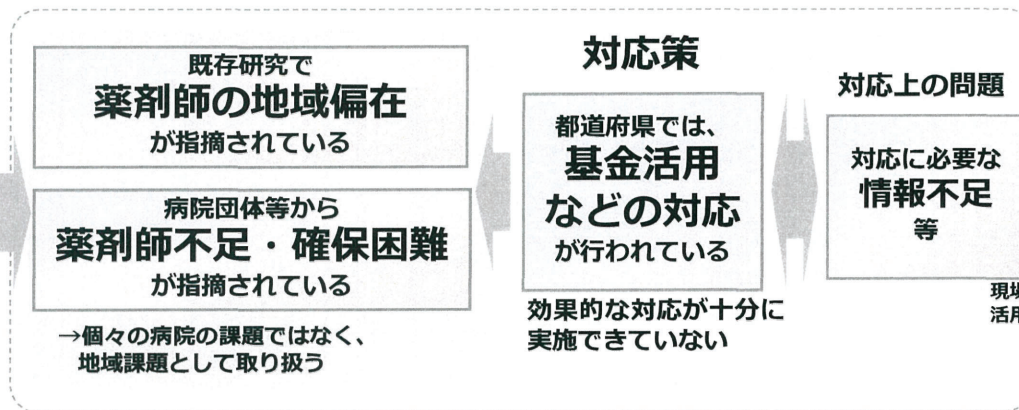 既存研究で
薬剤師の地域偏在
が指摘されている
病院団体等から
薬剤師不足・確保困難
が指摘されている
→個々の病院の課題ではなく、
地域課題として取り扱う
対応策
都道府県では、
基金活用
などの対応
が行われている
効果的な対応が十分に
実施できていない
対応上の問題
対応に必要な
情報不足
等
現場
活用